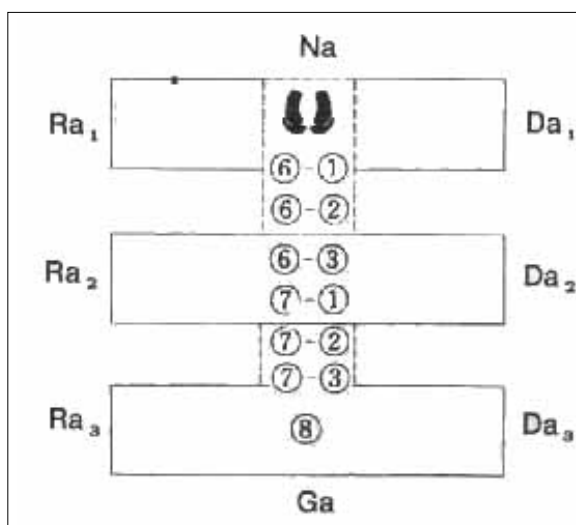 Na
Ra₁ Da₁
⑥-①
⑥-②
Ra₂ ⑥-③ Da₂
⑦-①
⑦-②
⑦-③
Ra₃ ⑧ Da₃
Ga